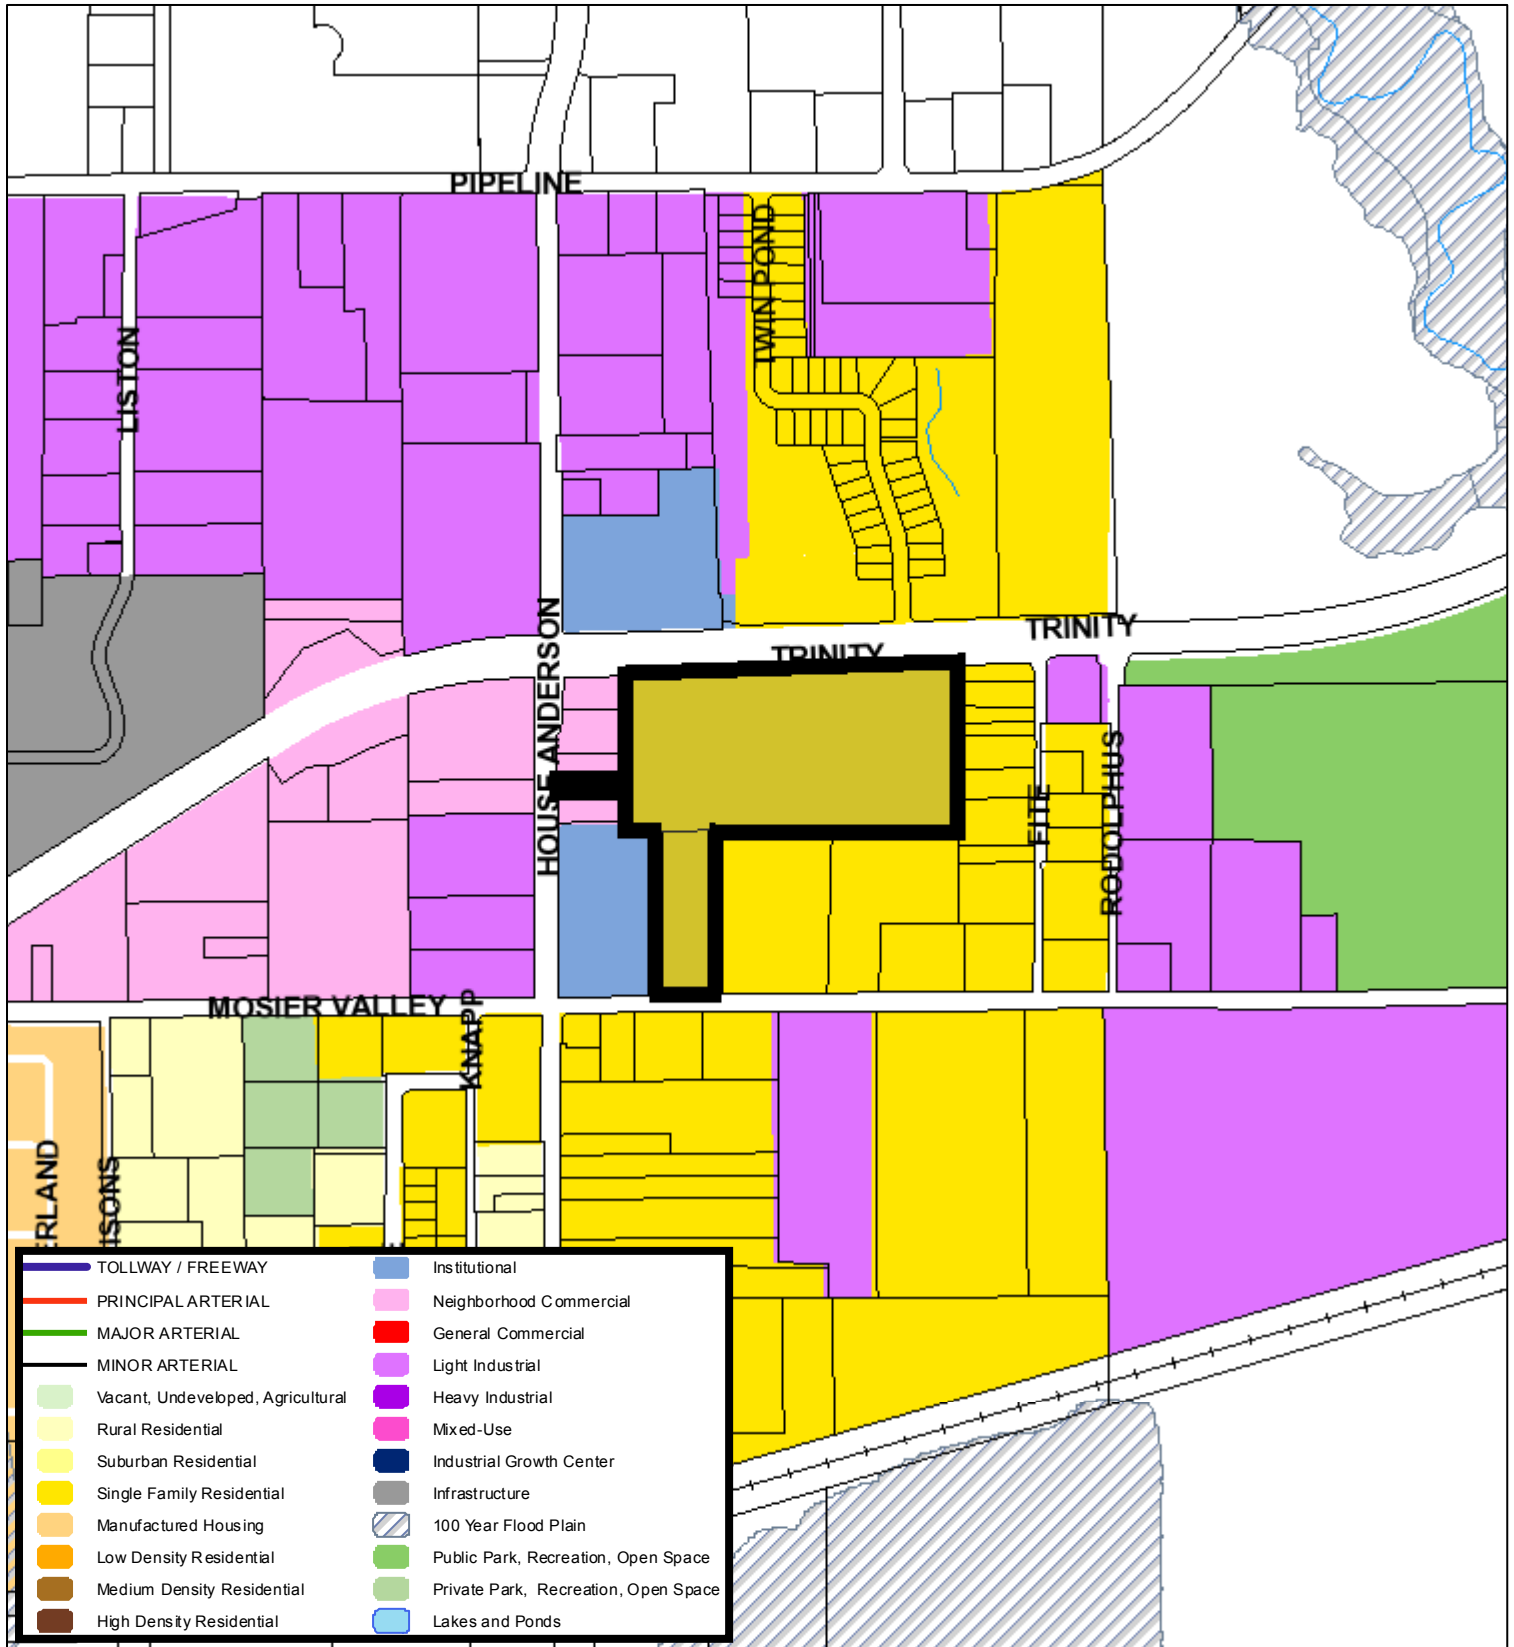 PIPELINE
TWIN POND
LISTON
TRINITY
TRINITY
HOUSE ANDERSON
FITE
RODOLPHUS
MOSIER VALLEY
KNAPP
ERLAND
ISONS
TOLLWAY / FREEWAY
PRINCIPAL ARTERIAL
MAJOR ARTERIAL
MINOR ARTERIAL
Vacant, Undeveloped, Agricultural
Rural Residential
Suburban Residential
Single Family Residential
Manufactured Housing
Low Density Residential
Medium Density Residential
High Density Residential
Institutional
Neighborhood Commercial
General Commercial
Light Industrial
Heavy Industrial
Mixed-Use
Industrial Growth Center
Infrastructure
100 Year Flood Plain
Public Park, Recreation, Open Space
Private Park, Recreation, Open Space
Lakes and Ponds